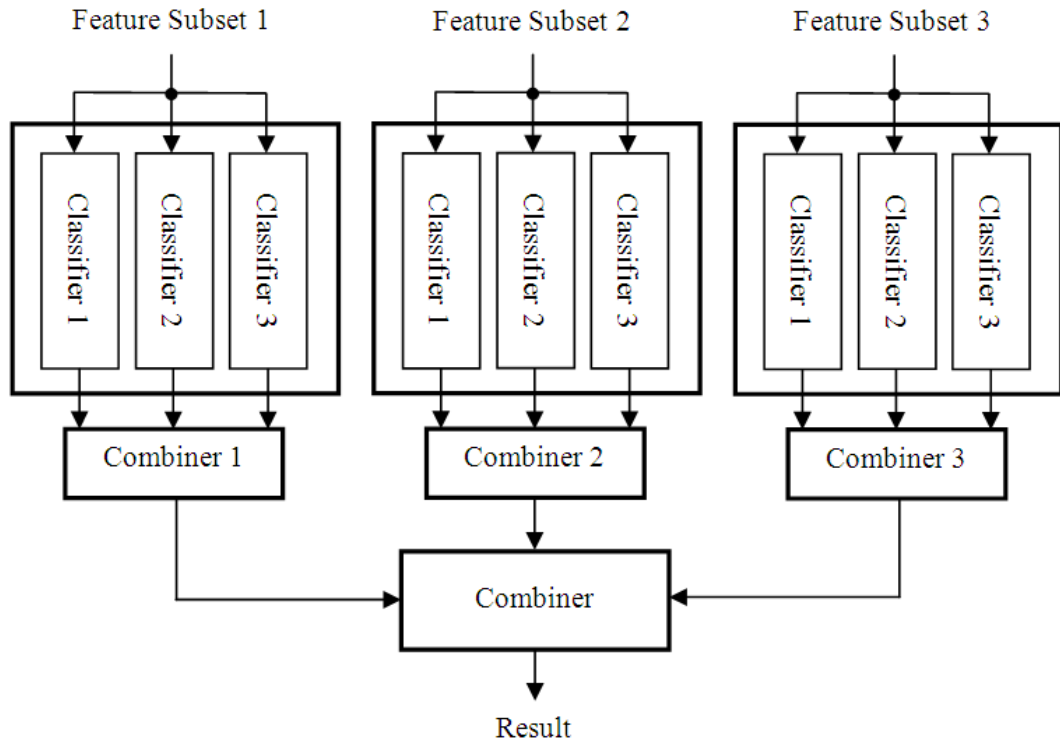 Feature Subset 1
Feature Subset 2
Feature Subset 3
Classifier 1
Classifier 2
Classifier 3
Classifier 1
Classifier 2
Classifier 3
Classifier 1
Classifier 2
Classifier 3
Combiner 1
Combiner 2
Combiner 3
Combiner
Result